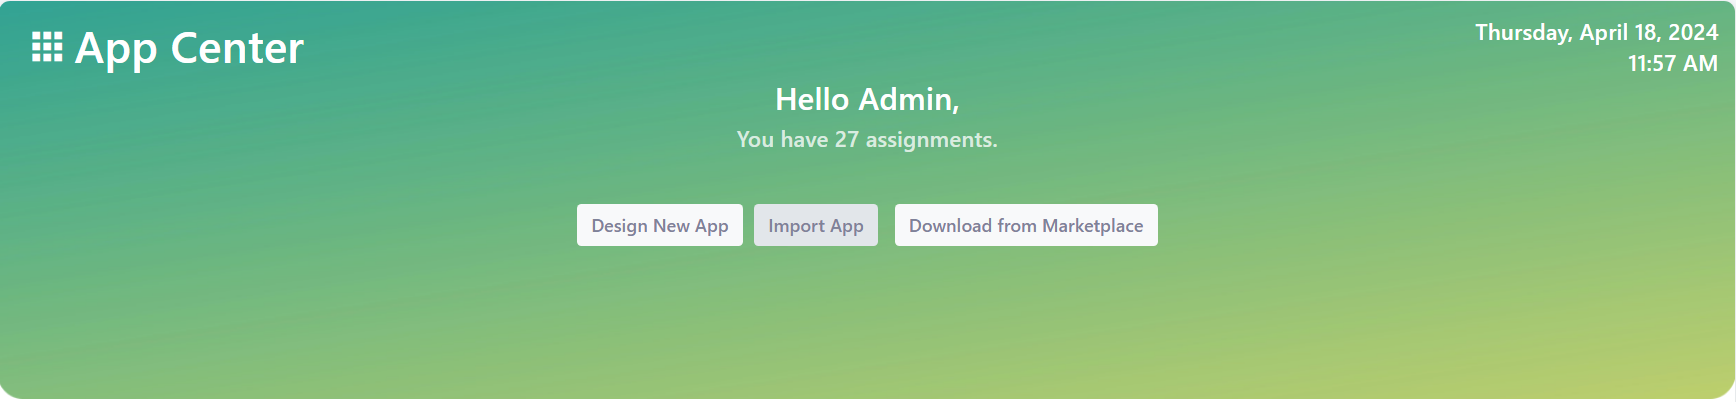 App Center
Thursday, April 18, 2024
11:57 AM
Hello Admin,
You have 27 assignments.
Design New App
Import App
Download from Marketplace